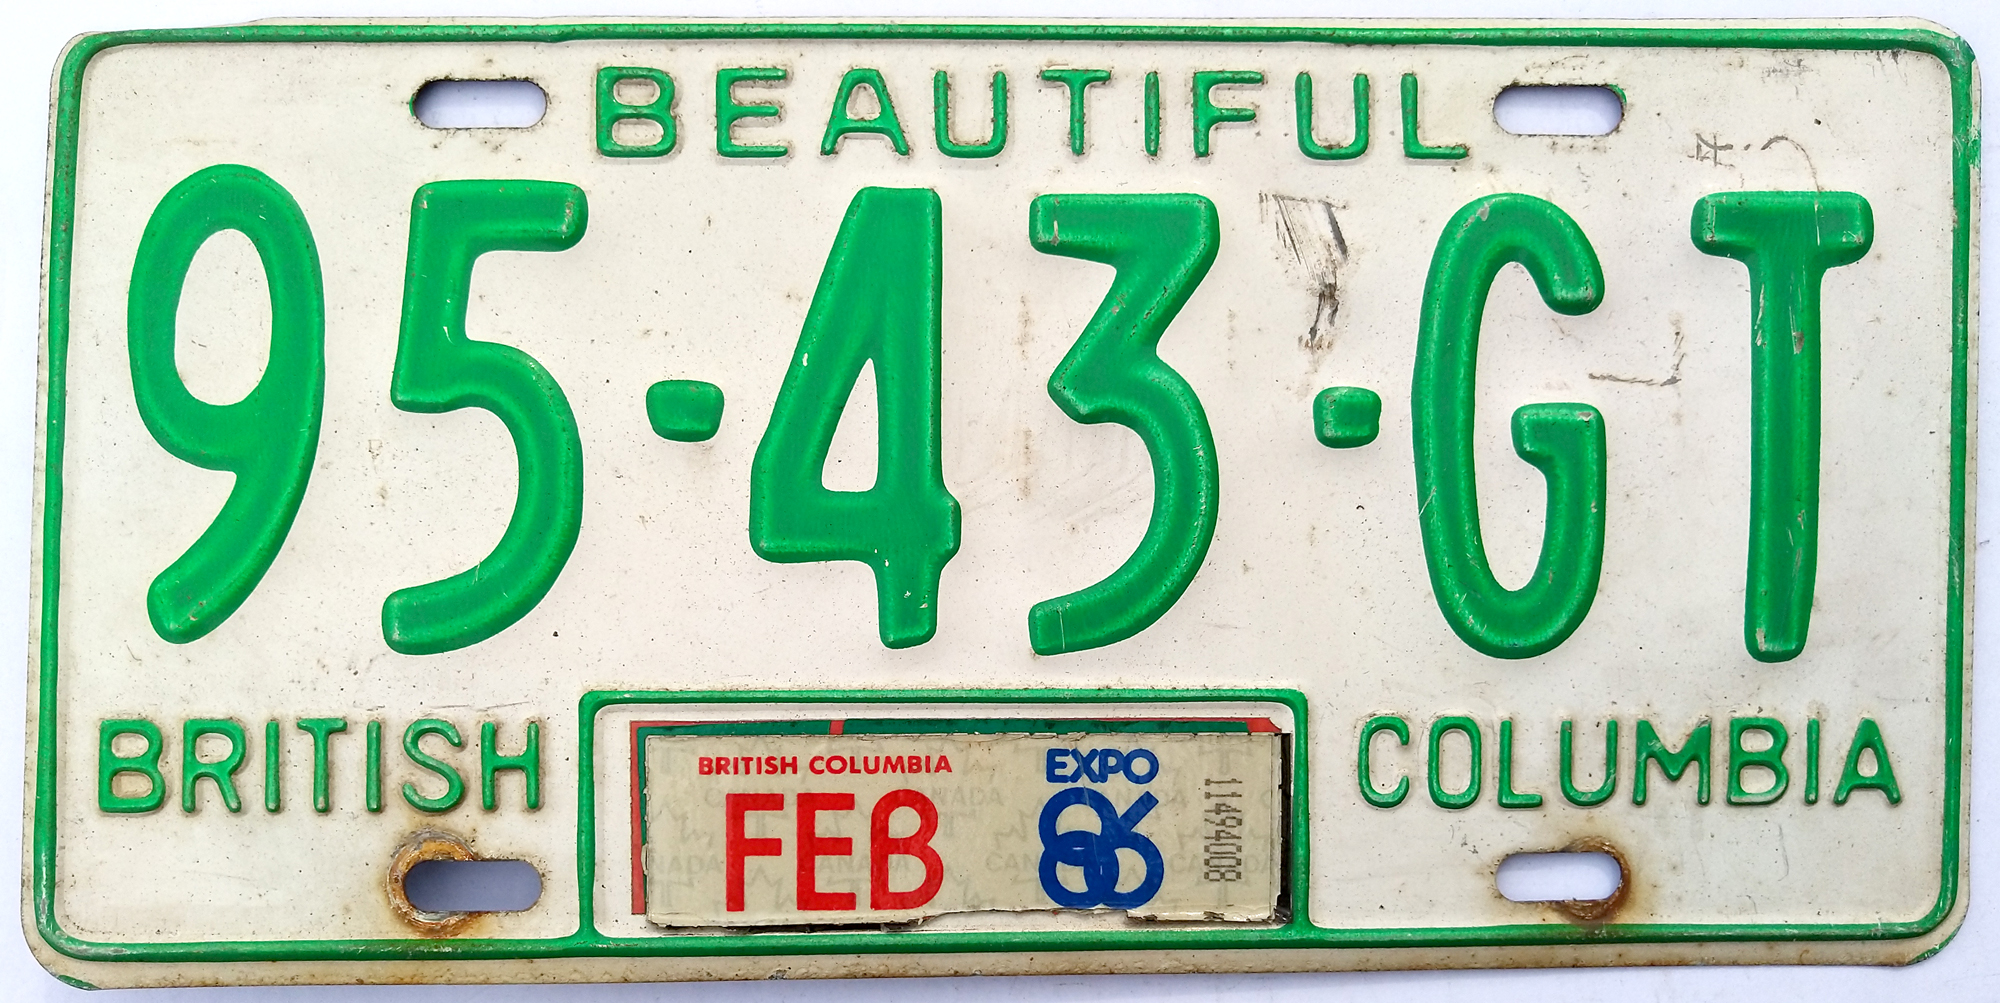 BEAUTIFUL
95-43-GT
BRITISH
COLUMBIA
BRITISH COLUMBIA
FEB
EXPO
86
11494008